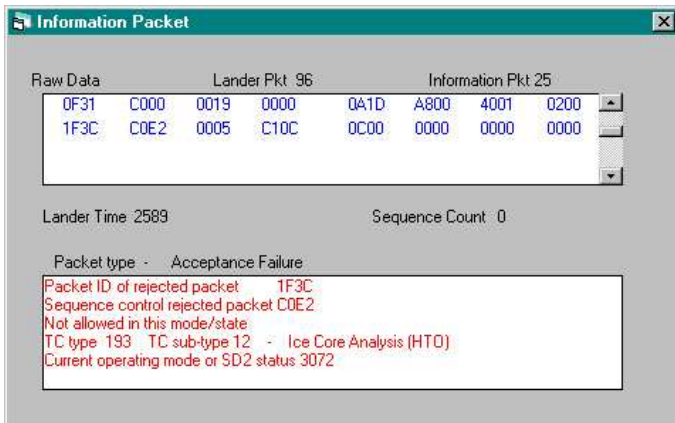 Information Packet
Raw Data Lander Pkt 96 Information Pkt 25
0F31 C000 0019 0000 0A1D A800 4001 0200
1F3C C0E2 0005 C10C 0C00 0000 0000 0000
Lander Time 2589 Sequence Count 0
Packet type - Acceptance Failure
Packet ID of rejected packet 1F3C
Sequence control rejected packet C0E2
Not allowed in this mode/state
TC type 193 TC sub-type 12 - Ice Core Analysis (HTO)
Current operating mode or SD2 status 3072